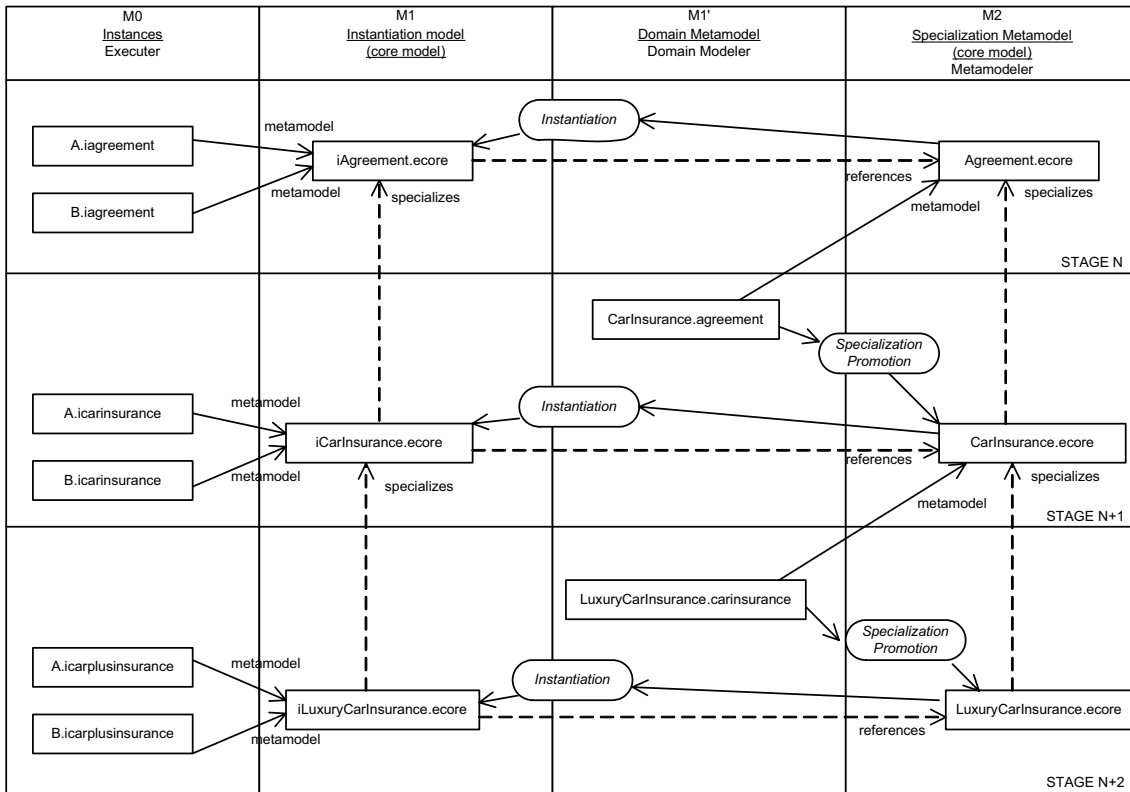 M0
Instances
Executer
M1
Instantiation model
(core model)
M1'
Domain Metamodel
Domain Modeler
M2
Specialization Metamodel
(core model)
Metamodeler
A.iagreement
B.iagreement
metamodel
metamodel
iAgreement.ecore
specializes
Instantiation
references
metamodel
Agreement.ecore
specializes
STAGE N
CarInsurance.agreement
Specialization
Promotion
A.icarinsurance
B.icarinsurance
metamodel
metamodel
iCarInsurance.ecore
specializes
Instantiation
references
metamodel
CarInsurance.ecore
specializes
STAGE N+1
LuxuryCarInsurance.carinsurance
Specialization
Promotion
A.icarplusinsurance
B.icarplusinsurance
metamodel
metamodel
iLuxuryCarInsurance.ecore
Instantiation
references
LuxuryCarInsurance.ecore
STAGE N+2